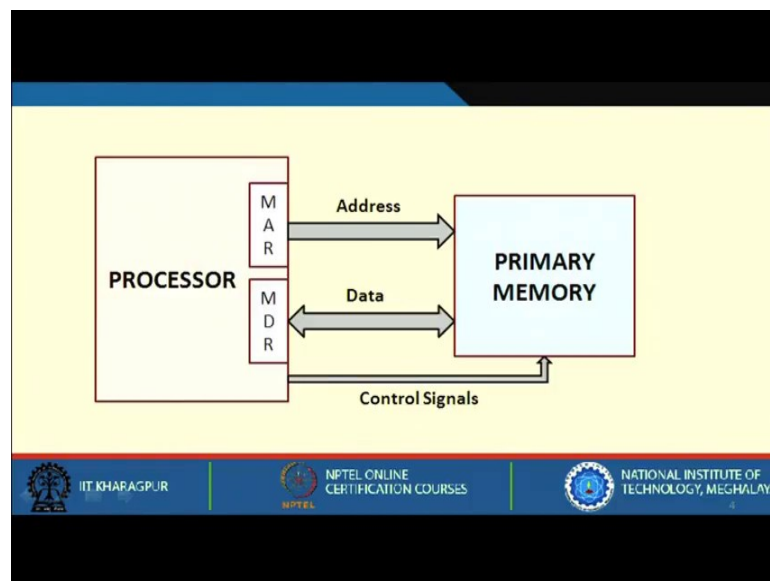 PROCESSOR
M
A
R
M
D
R
Address
Data
Control Signals
PRIMARY
MEMORY
IIT KHARAGPUR
NPTEL
NPTEL ONLINE
CERTIFICATION COURSES
NATIONAL INSTITUTE OF
TECHNOLOGY, MEGHALAY
4